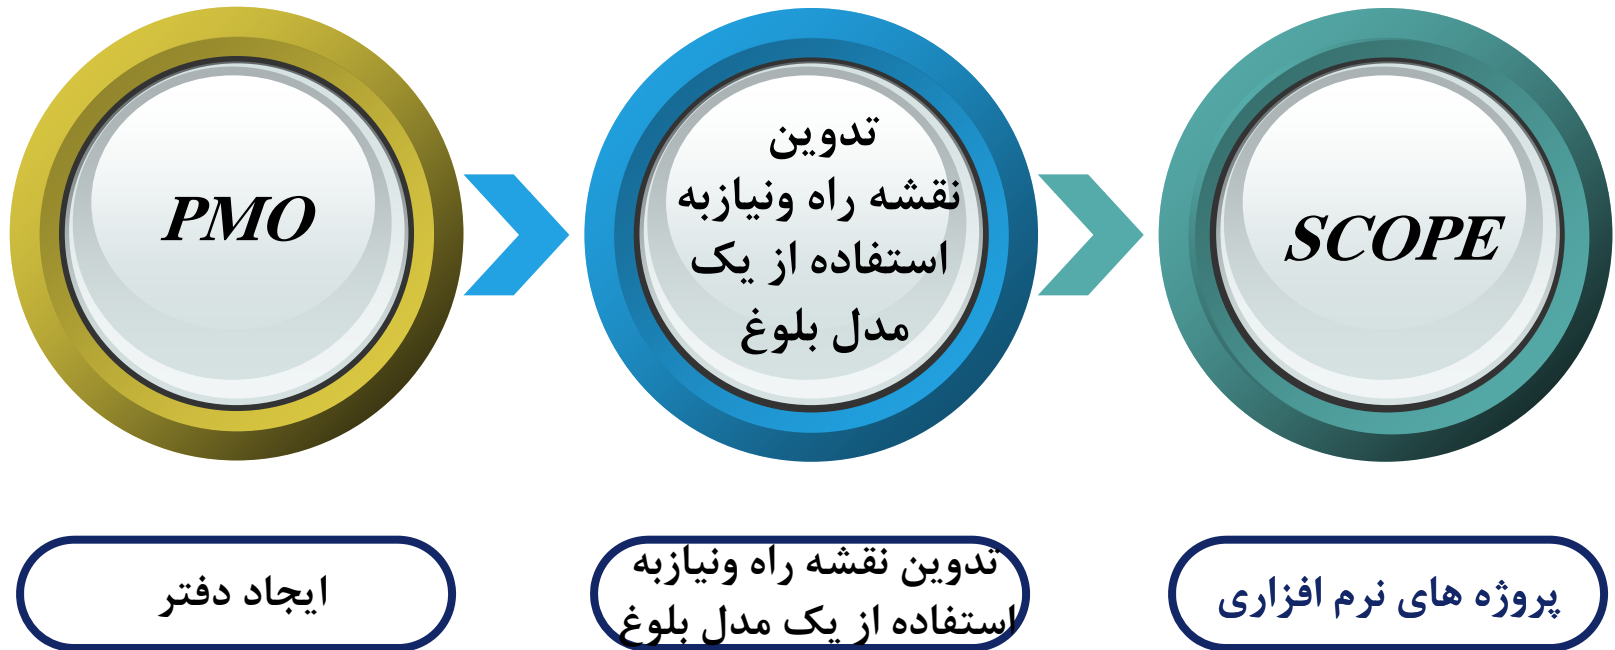 PMO
تدوین
نقشه راه ونیازبه
استفاده از یک
مدل بلوغ
SCOPE
ایجاد دفتر
تدوین نقشه راه ونیازبه
استفاده از یک مدل بلوغ
پروژه های نرم افزاری